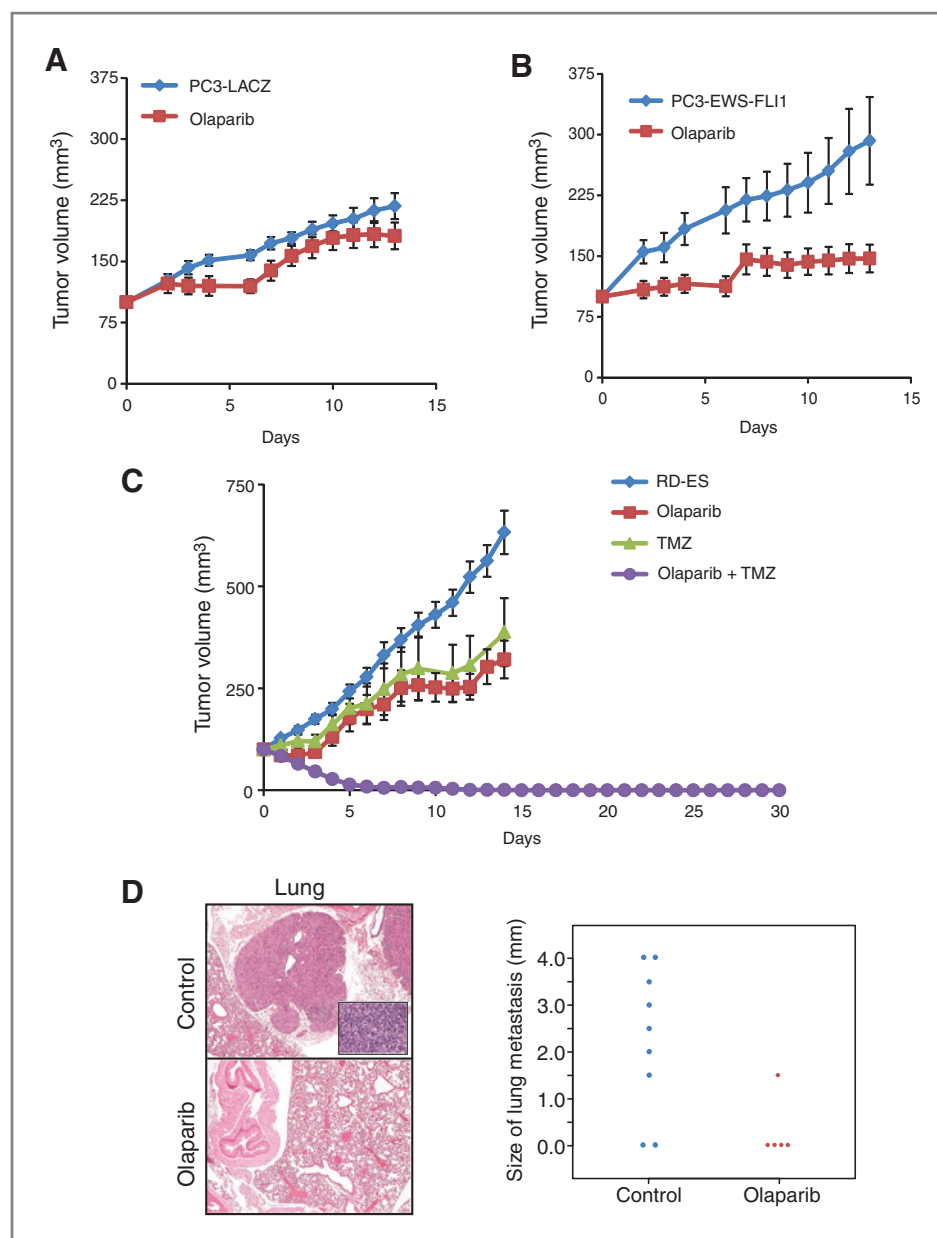 A
PC3-LACZ
Olaparib
Tumor volume (mm³)
375
300
225
150
75
0
0
5
10
15
Days
B
PC3-EWS-FLI1
Olaparib
Tumor volume (mm³)
375
300
225
150
75
0
0
5
10
15
Days
C
RD-ES
Olaparib
TMZ
Olaparib + TMZ
Tumor volume (mm³)
750
500
250
0
0
5
10
15
20
25
30
Days
D
Lung
Control
Olaparib
Size of lung metastasis (mm)
4.0
3.0
2.0
1.0
0.0
Control
Olaparib